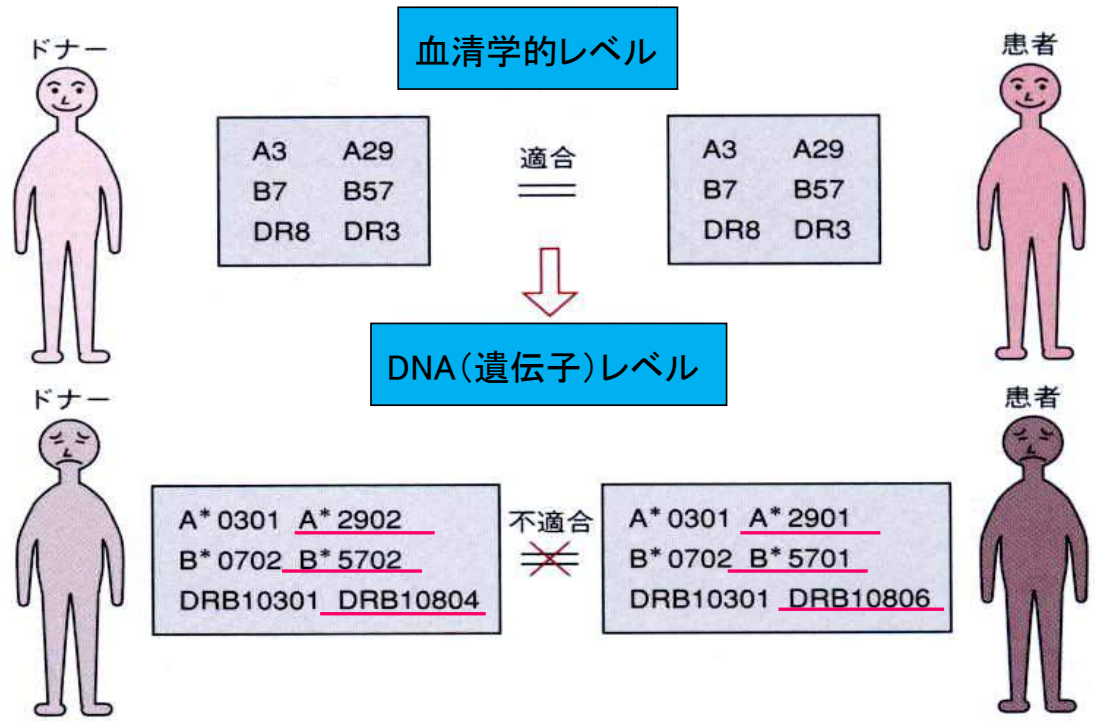 血清学的レベル
ドナー
患者
A3 A29
B7 B57
DR8 DR3
適合
A3 A29
B7 B57
DR8 DR3
DNA(遺伝子)レベル
ドナー
患者
A* 0301 A* 2902
B* 0702 B* 5702
DRB10301 DRB10804
不適合
A* 0301 A* 2901
B* 0702 B* 5701
DRB10301 DRB10806